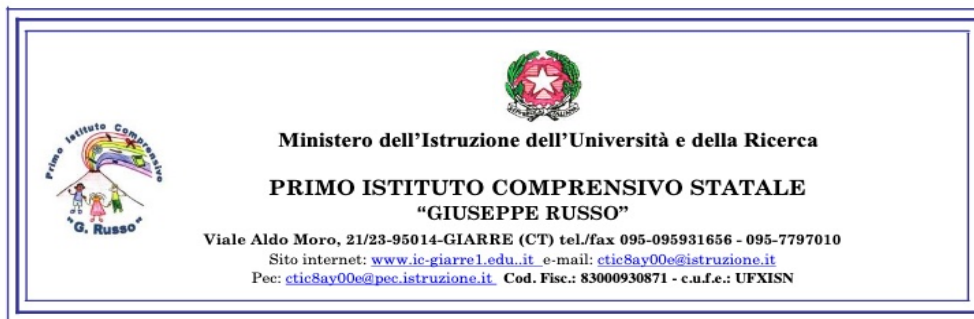 Ministero dell'Istruzione dell'Università e della Ricerca
Primo Istituto Comprensivo
"G. Russo"
PRIMO ISTITUTO COMPRENSIVO STATALE
"GIUSEPPE RUSSO"
Viale Aldo Moro, 21/23-95014-GIARRE (CT) tel./fax 095-095931656 - 095-7797010
Sito internet: www.ic-giarre1.edu..it e-mail: ctic8ay00e@istruzione.it
Pec: ctic8ay00e@pec.istruzione.it Cod. Fisc.: 83000930871 - c.u.f.e.: UFXISN